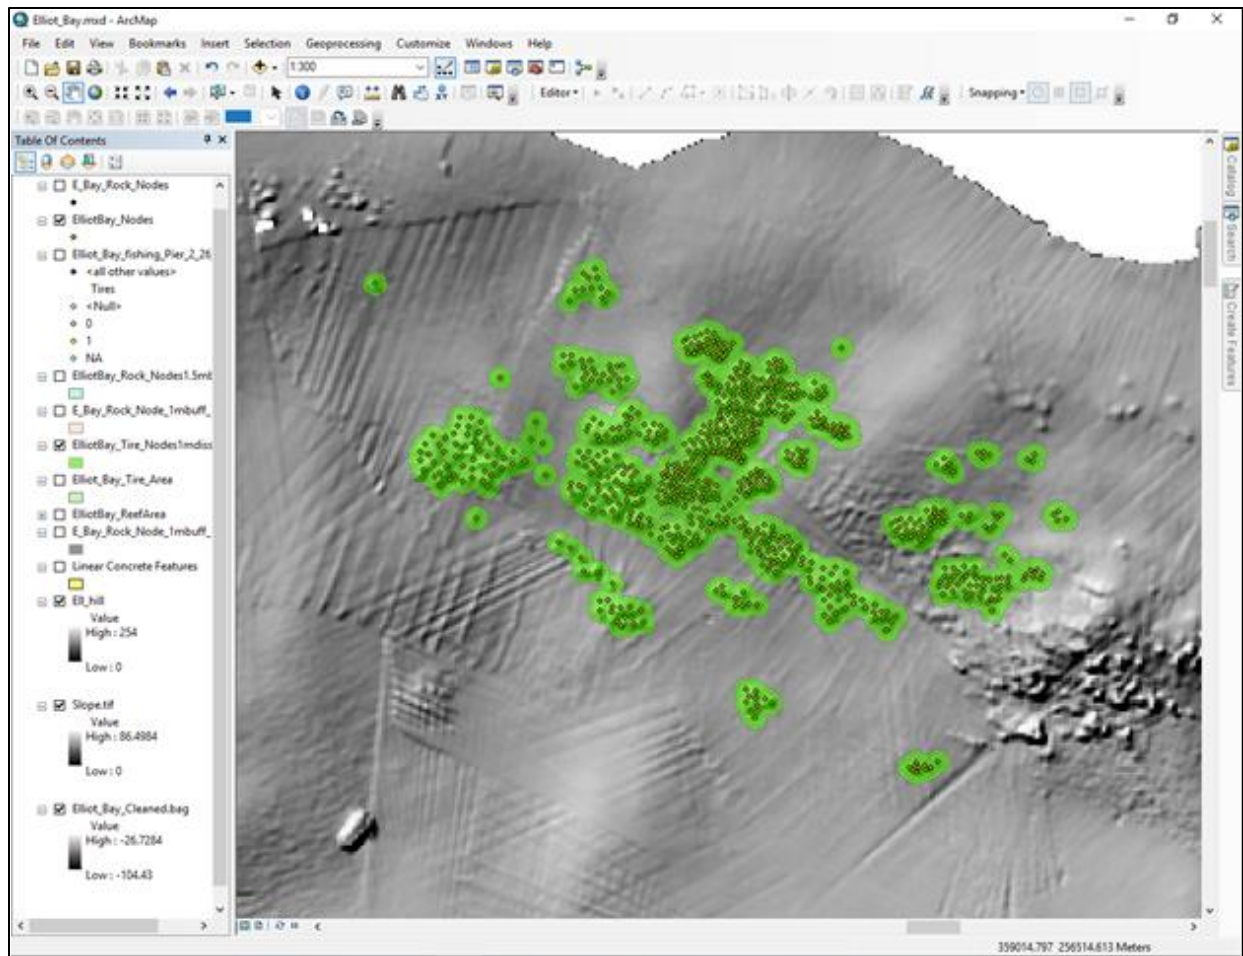 Elliot_Bay.mxd - ArcMap
File Edit View Bookmarks Insert Selection Geoprocessing Customize Windows Help
1:300
Editor
Snapping
Table Of Contents
E_Bay_Rock_Nodes
ElliotBay_Nodes
Elliot_Bay_fishing_Pier_2_26
<all other values>
Tires
<Null>
0
1
NA
ElliotBay_Rock_Nodes1.5mb
E_Bay_Rock_Node_1mbuff_
ElliotBay_Tire_Nodes1mdiss
Elliot_Bay_Tire_Area
ElliotBay_ReefArea
E_Bay_Rock_Node_1mbuff_
Linear Concrete Features
Ell_hill
Value
High : 254
Low : 0
Slope.tif
Value
High : 86.4984
Low : 0
Elliot_Bay_Cleaned.bag
Value
High : -26.7284
Low : -104.43
Catalog
Search
Create Features
359014.797 256514.613 Meters